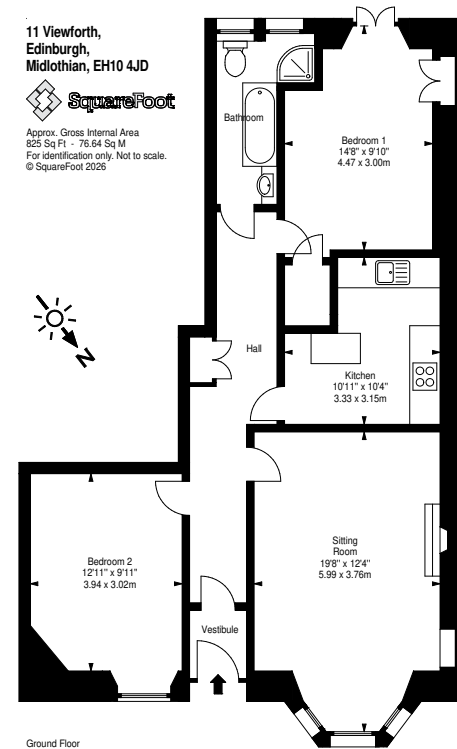 11 Viewforth,
Edinburgh,
Midlothian, EH10 4JD
SquareFoot
Approx. Gross Internal Area
825 Sq Ft - 76.64 Sq M
For identification only. Not to scale.
© SquareFoot 2026
Bathroom
Bedroom 1
14'8" x 9'10"
4.47 x 3.00m
N
Hall
Kitchen
10'11" x 10'4"
3.33 x 3.15m
Sitting
Room
19'8" x 12'4"
5.99 x 3.76m
Bedroom 2
12'11" x 9'11"
3.94 x 3.02m
Vestibule
Ground Floor